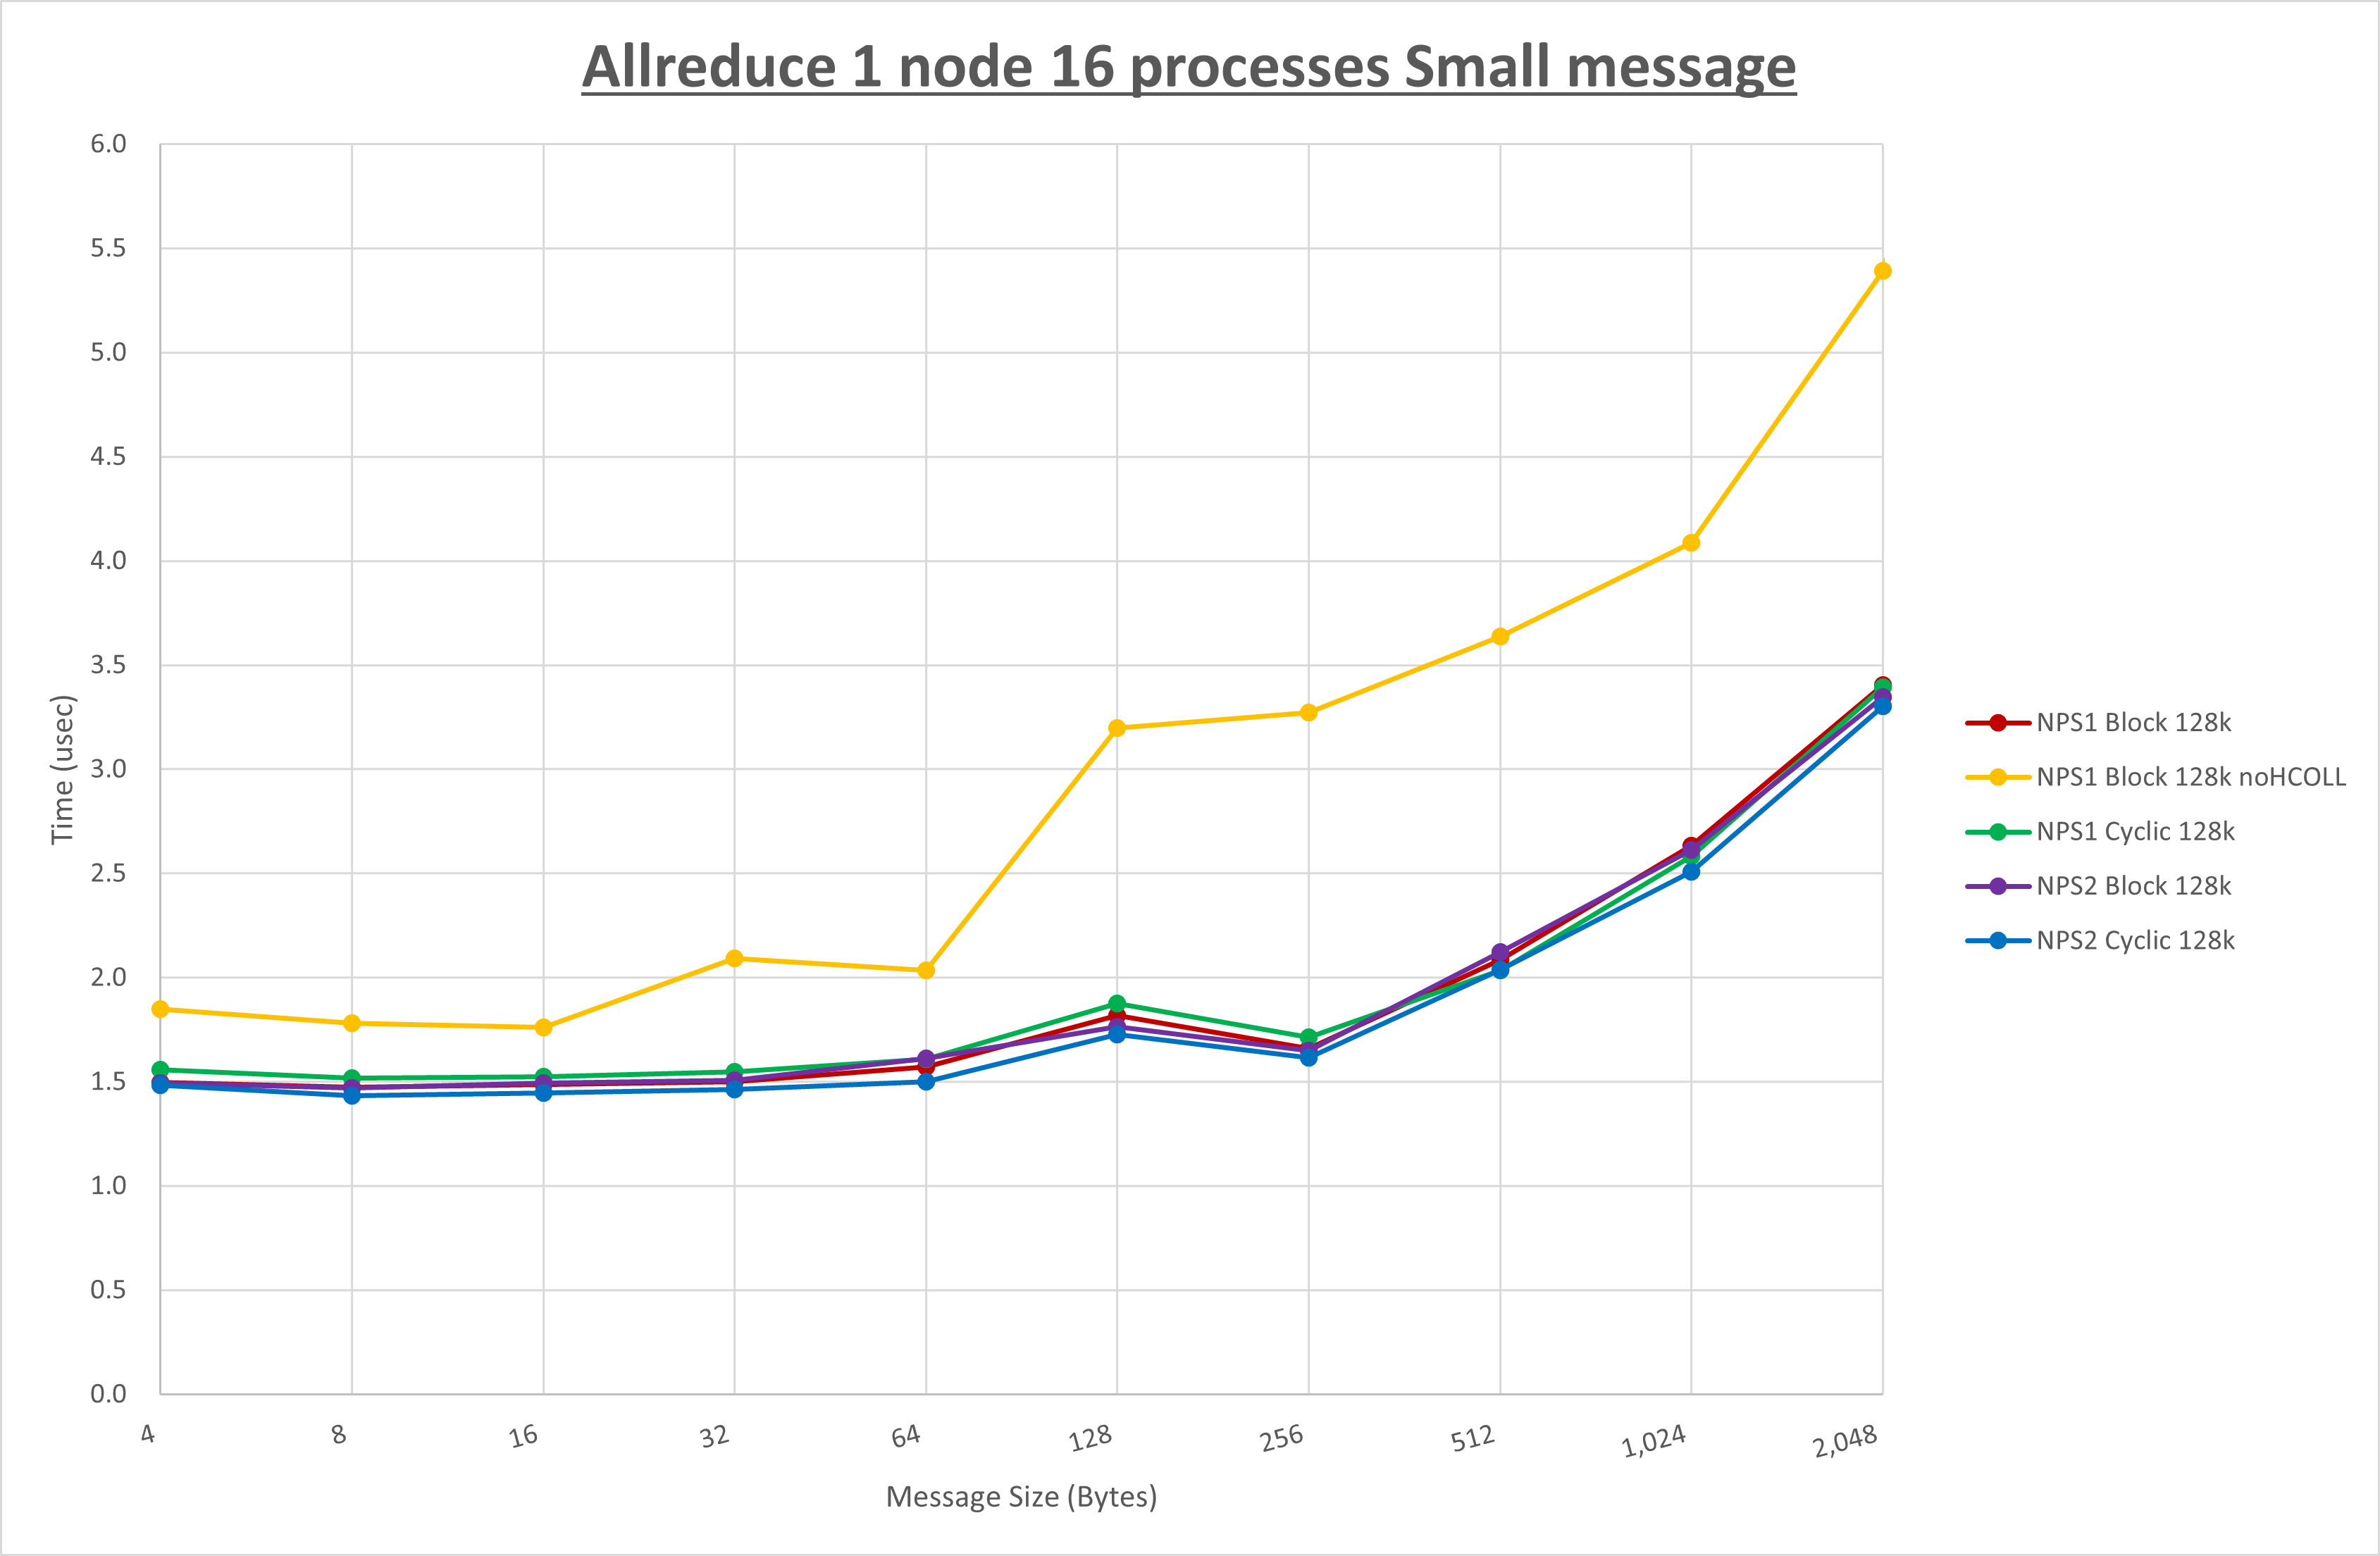 Allreduce 1 node 16 processes Small message
6.0
5.5
5.0
4.5
4.0
3.5
3.0
2.5
2.0
1.5
1.0
0.5
0.0
Time (usec)
4 8 16 32 64 128 256 512 1,024 2,048
Message Size (Bytes)
NPS1 Block 128k
NPS1 Block 128k noHCOLL
NPS1 Cyclic 128k
NPS2 Block 128k
NPS2 Cyclic 128k